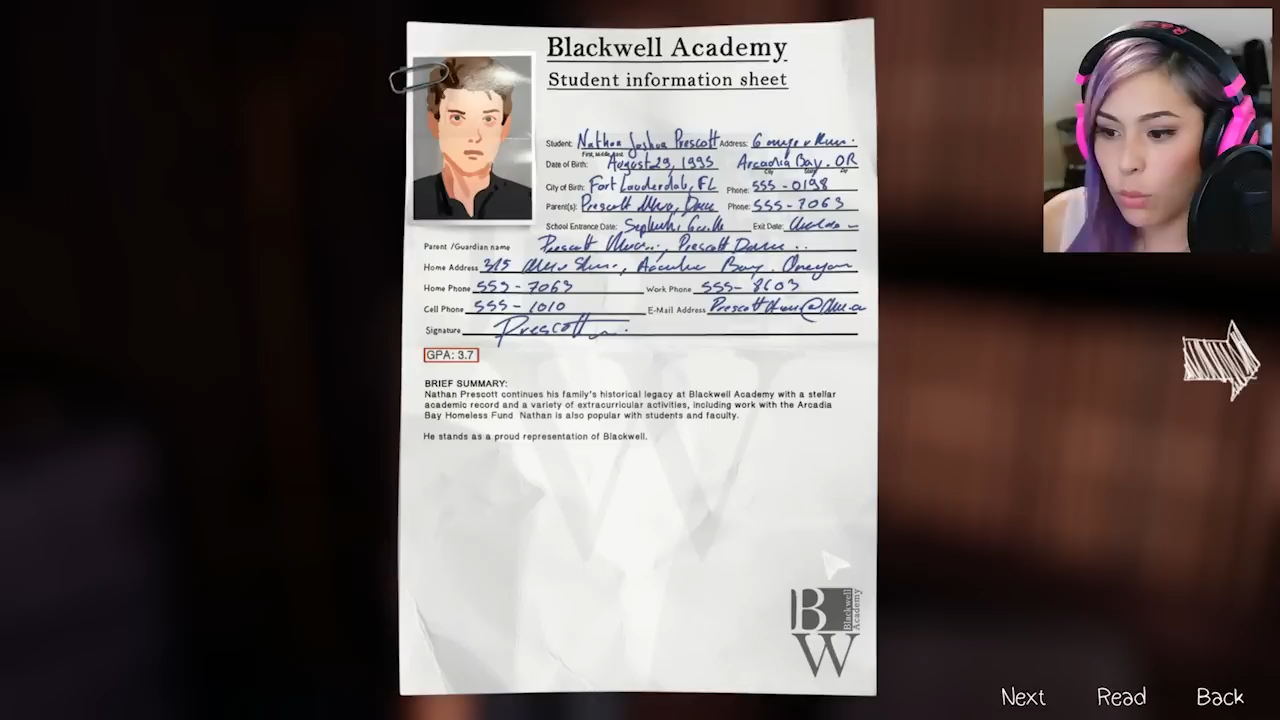 Blackwell Academy
Student information sheet
Student: Nathan Joshua Prescott Address:
First, Middle, Last
Date of Birth: August 29, 1995 Arcadia Bay. OR
City State Zip
City of Birth: Fort Lauderdale, FL Phone: 555-0198
Parent(s): Prescott Phone: 555-7063
School Entrance Date: Exit Date:
Parent /Guardian name Prescott Prescott
Home Address 315 Bay. Oregon
Home Phone 555-7063 Work Phone 555-8603
Cell Phone 555-1010 E-Mail Address
Signature Prescott
GPA: 3.7
BRIEF SUMMARY:
Nathan Prescott continues his family's historical legacy at Blackwell Academy with a stellar
academic record and a variety of extracurricular activities, including work with the Arcadia
Bay Homeless Fund Nathan is also popular with students and faculty.
He stands as a proud representation of Blackwell.
B
Blackwell
Academy
W
Next Read Back